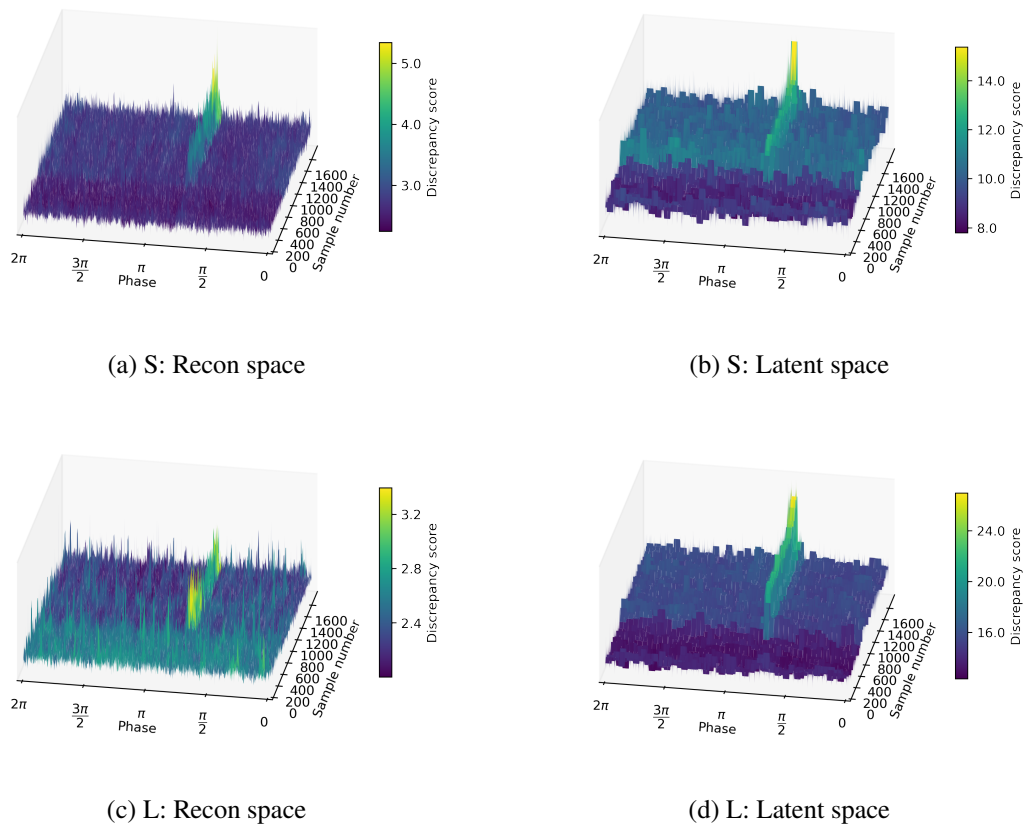 5.0
4.0
3.0
Discrepancy score
1600
1400
1200
1000
800
600
400
200
0
Sample number
2π
3π/2
π
π/2
0
Phase
(a) S: Recon space
14.0
12.0
10.0
8.0
Discrepancy score
1600
1400
1200
1000
800
600
400
200
0
Sample number
2π
3π/2
π
π/2
0
Phase
(b) S: Latent space
3.2
2.8
2.4
Discrepancy score
1600
1400
1200
1000
800
600
400
200
0
Sample number
2π
3π/2
π
π/2
0
Phase
(c) L: Recon space
24.0
20.0
16.0
Discrepancy score
1600
1400
1200
1000
800
600
400
200
0
Sample number
2π
3π/2
π
π/2
0
Phase
(d) L: Latent space